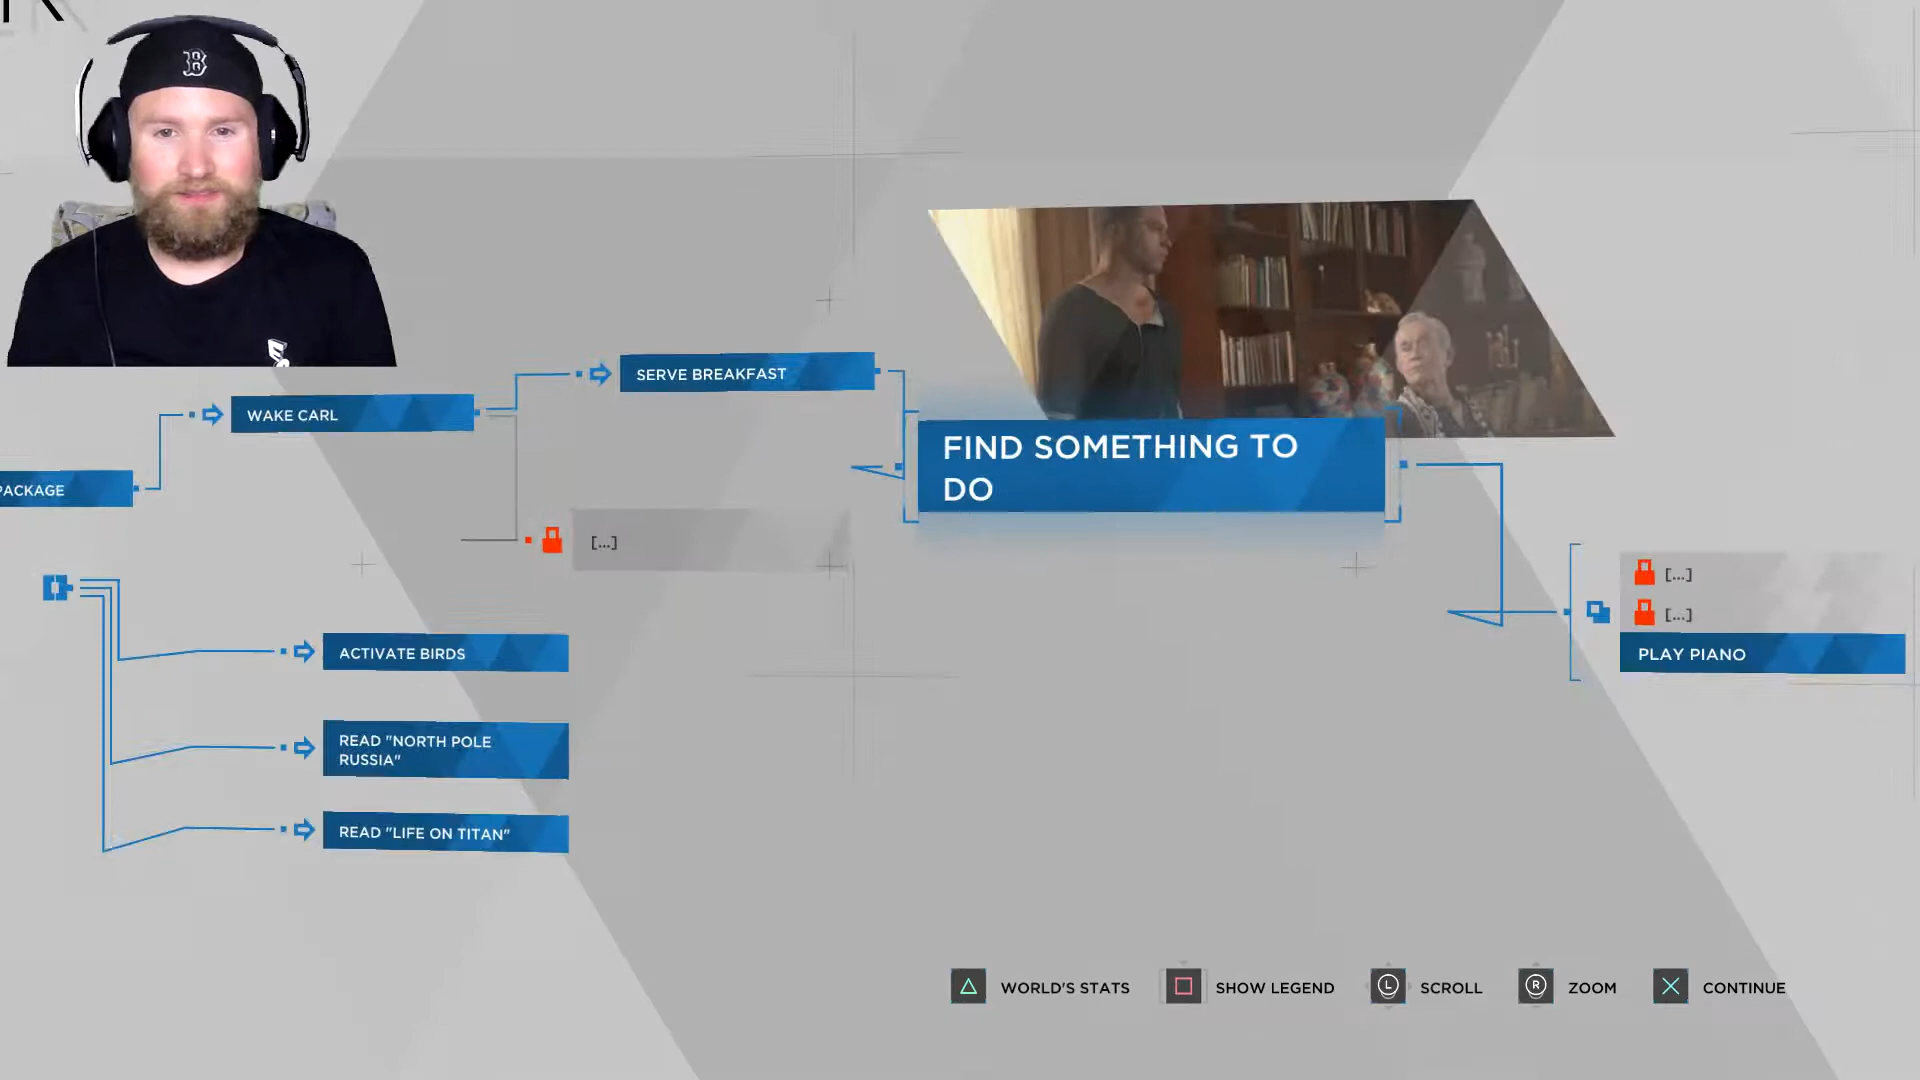 B
SERVE BREAKFAST
WAKE CARL
FIND SOMETHING TO
DO
PACKAGE
[...]
[...]
[...]
PLAY PIANO
ACTIVATE BIRDS
READ "NORTH POLE
RUSSIA"
READ "LIFE ON TITAN"
WORLD'S STATS
SHOW LEGEND
L
SCROLL
R
ZOOM
CONTINUE